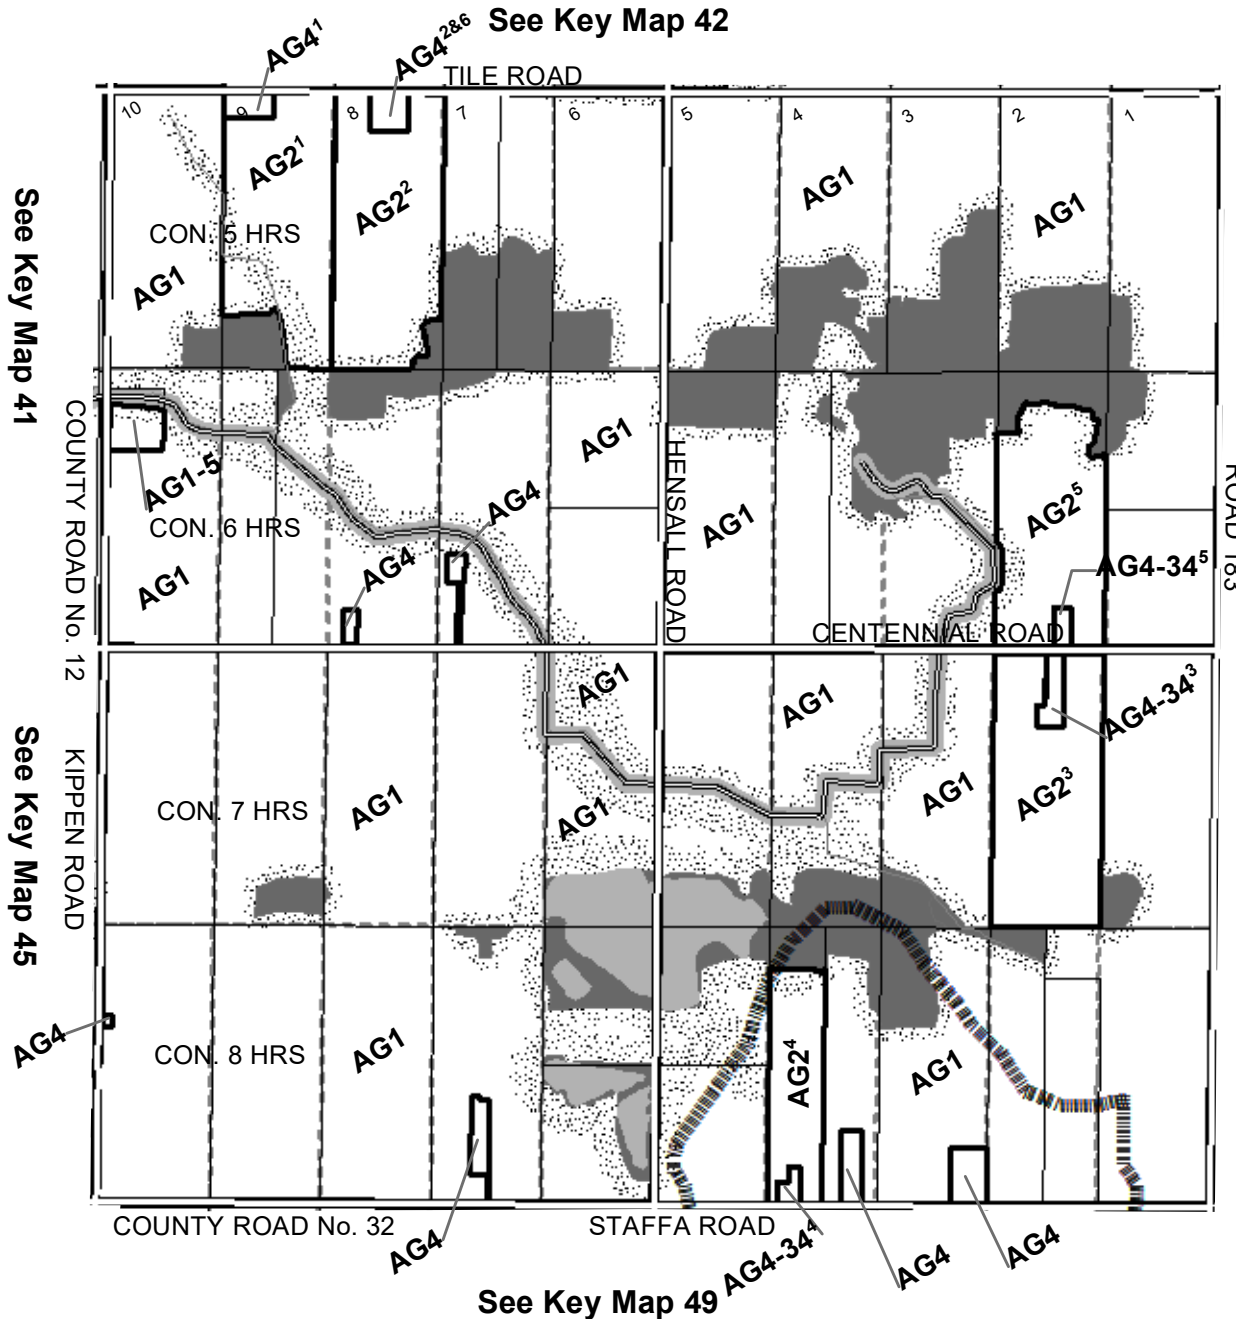 See Key Map 42
AG4¹
AG4²&⁶
TILE ROAD
10
9
8
7
6
5
4
3
2
1
AG2¹
AG2²
AG1
AG1
CON. 5 HRS
AG1
See Key Map 41
COUNTY ROAD No. 12
AG1-5
AG1
HENSALL ROAD
AG4
AG1
AG2⁵
ROAD 183
CON. 6 HRS
AG1
AG4
AG4-34⁵
CENTENNIAL ROAD
AG1
AG1
AG4-34³
See Key Map 45
KIPPEN ROAD
CON. 7 HRS
AG1
AG1
AG1
AG2³
AG4
CON. 8 HRS
AG1
AG2⁴
AG1
COUNTY ROAD No. 32
AG4
STAFFA ROAD
AG4-34⁴
AG4
AG4
See Key Map 49